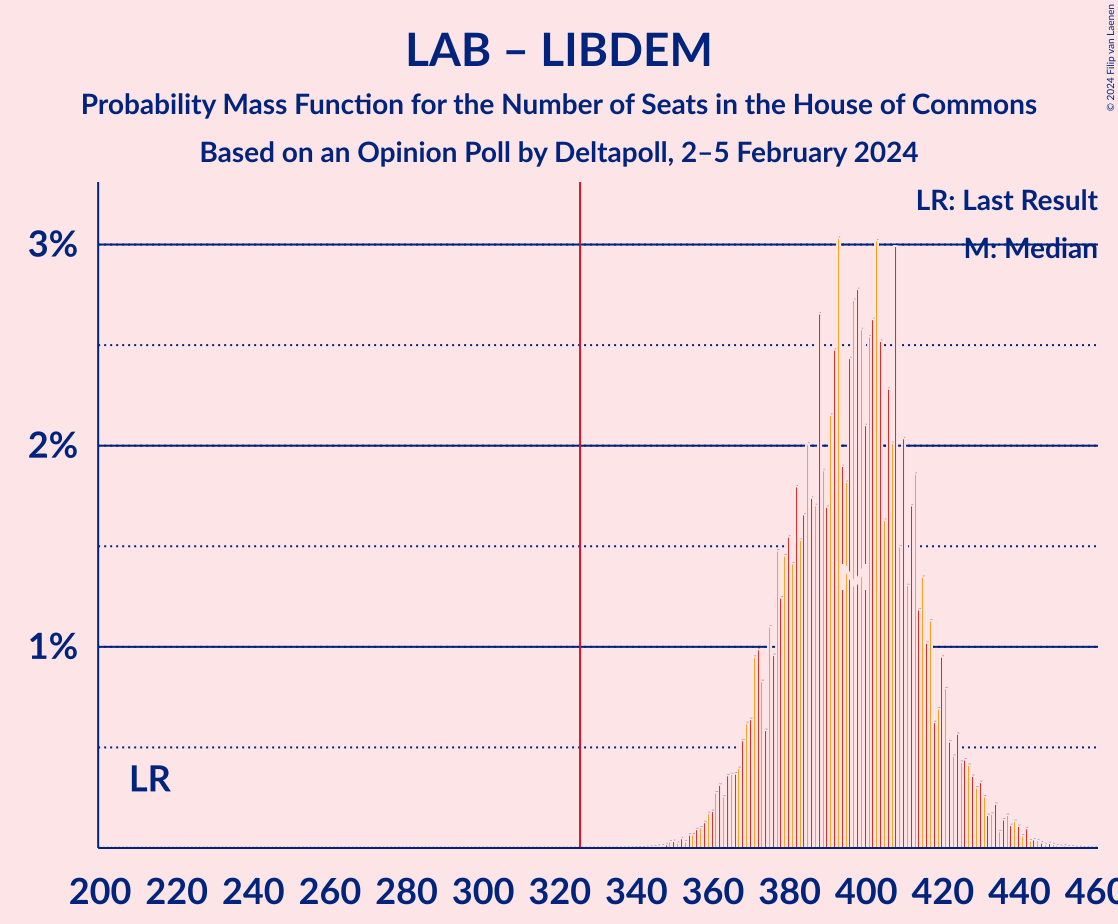 LAB – LIBDEM
Probability Mass Function for the Number of Seats in the House of Commons
Based on an Opinion Poll by Deltapoll, 2–5 February 2024
© 2024 Filip van Laenen
LR: Last Result
M: Median
3%
2%
1%
LR
M
200 220 240 260 280 300 320 340 360 380 400 420 440 460